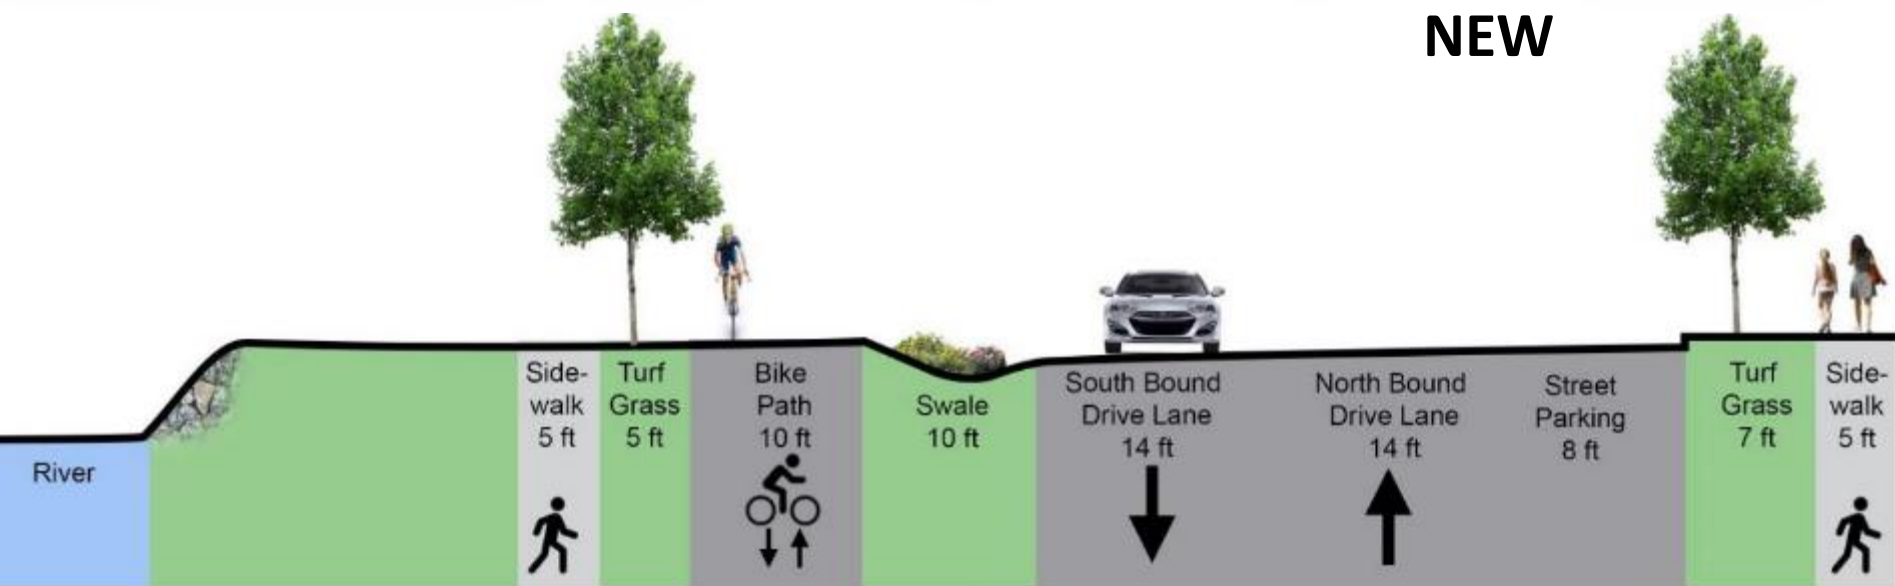 NEW
River
Side-
walk
5 ft
Turf
Grass
5 ft
Bike
Path
10 ft
Swale
10 ft
South Bound
Drive Lane
14 ft
North Bound
Drive Lane
14 ft
Street
Parking
8 ft
Turf
Grass
7 ft
Side-
walk
5 ft